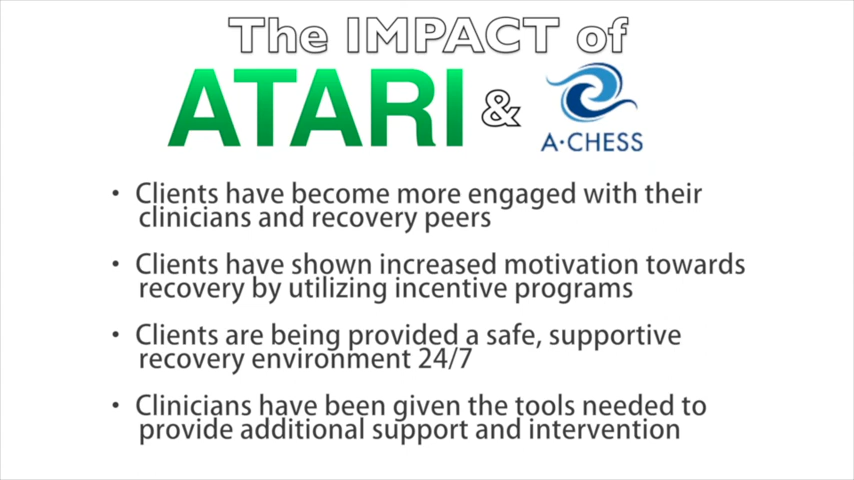 The IMPACT of
ATARI & A·CHESS
• Clients have become more engaged with their
clinicians and recovery peers
• Clients have shown increased motivation towards
recovery by utilizing incentive programs
• Clients are being provided a safe, supportive
recovery environment 24/7
• Clinicians have been given the tools needed to
provide additional support and intervention